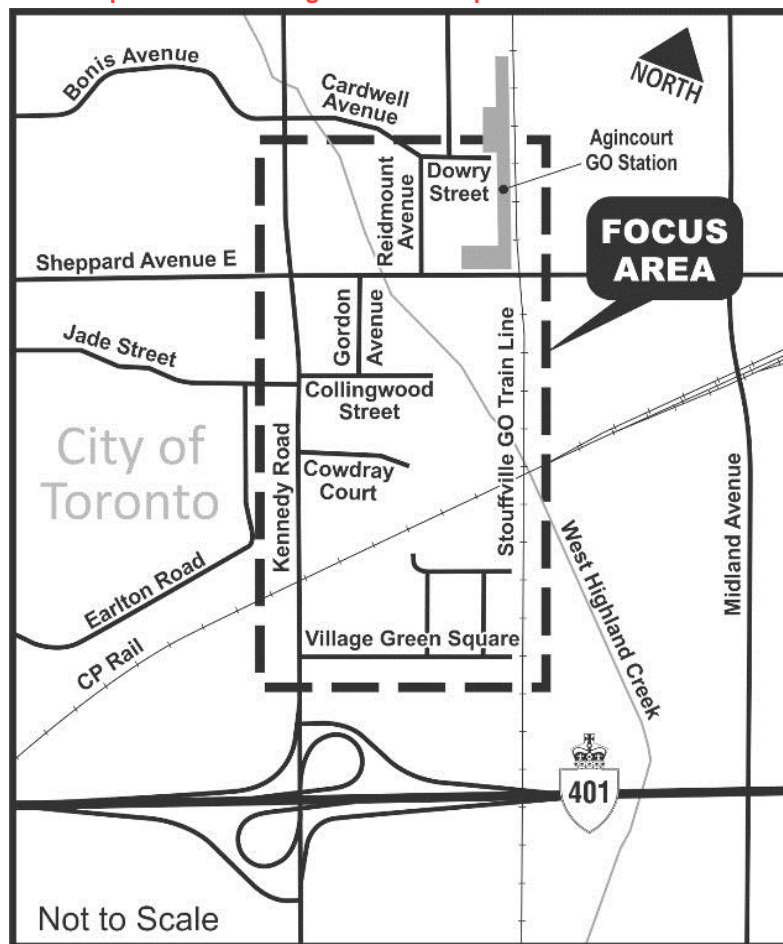 Bonis Avenue
Cardwell
Avenue
NORTH
Agincourt
GO Station
Dowry
Street
Reidmount
Avenue
FOCUS
AREA
Sheppard Avenue E
Gordon
Avenue
Jade Street
Collingwood
Street
Stouffville GO Train Line
City of
Toronto
Kennedy Road
Cowdray
Court
Midland Avenue
Earlton Road
West Highland Creek
CP Rail
Village Green Square
401
Not to Scale